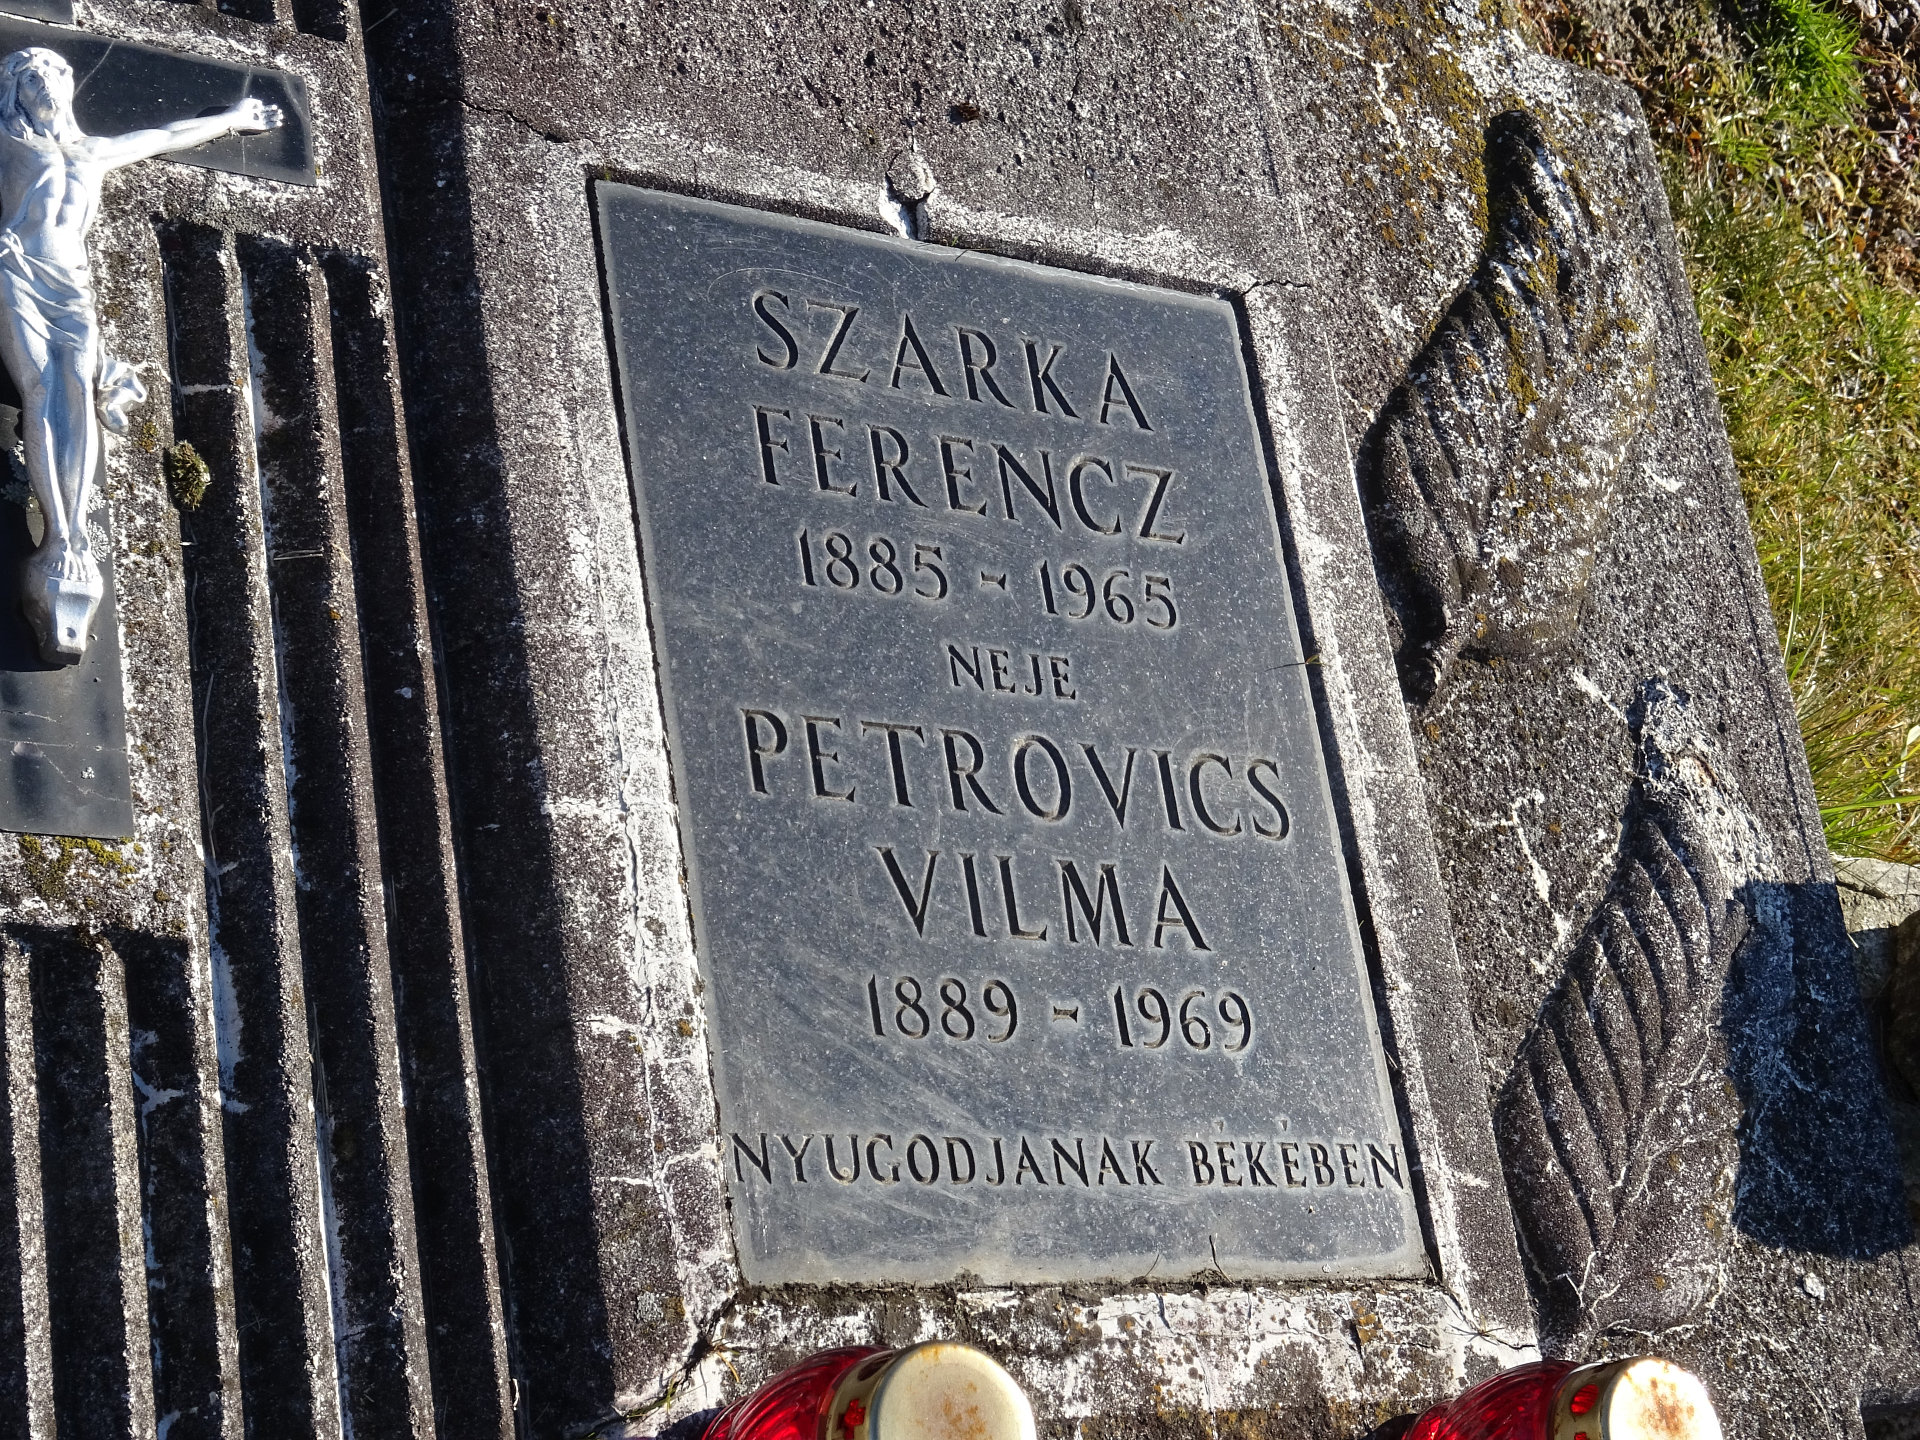 SZARKA
FERENCZ
1885 - 1965
NEJE
PETROVICS
VILMA
1889 - 1969
NYUGODJANAK BÉKÉBEN